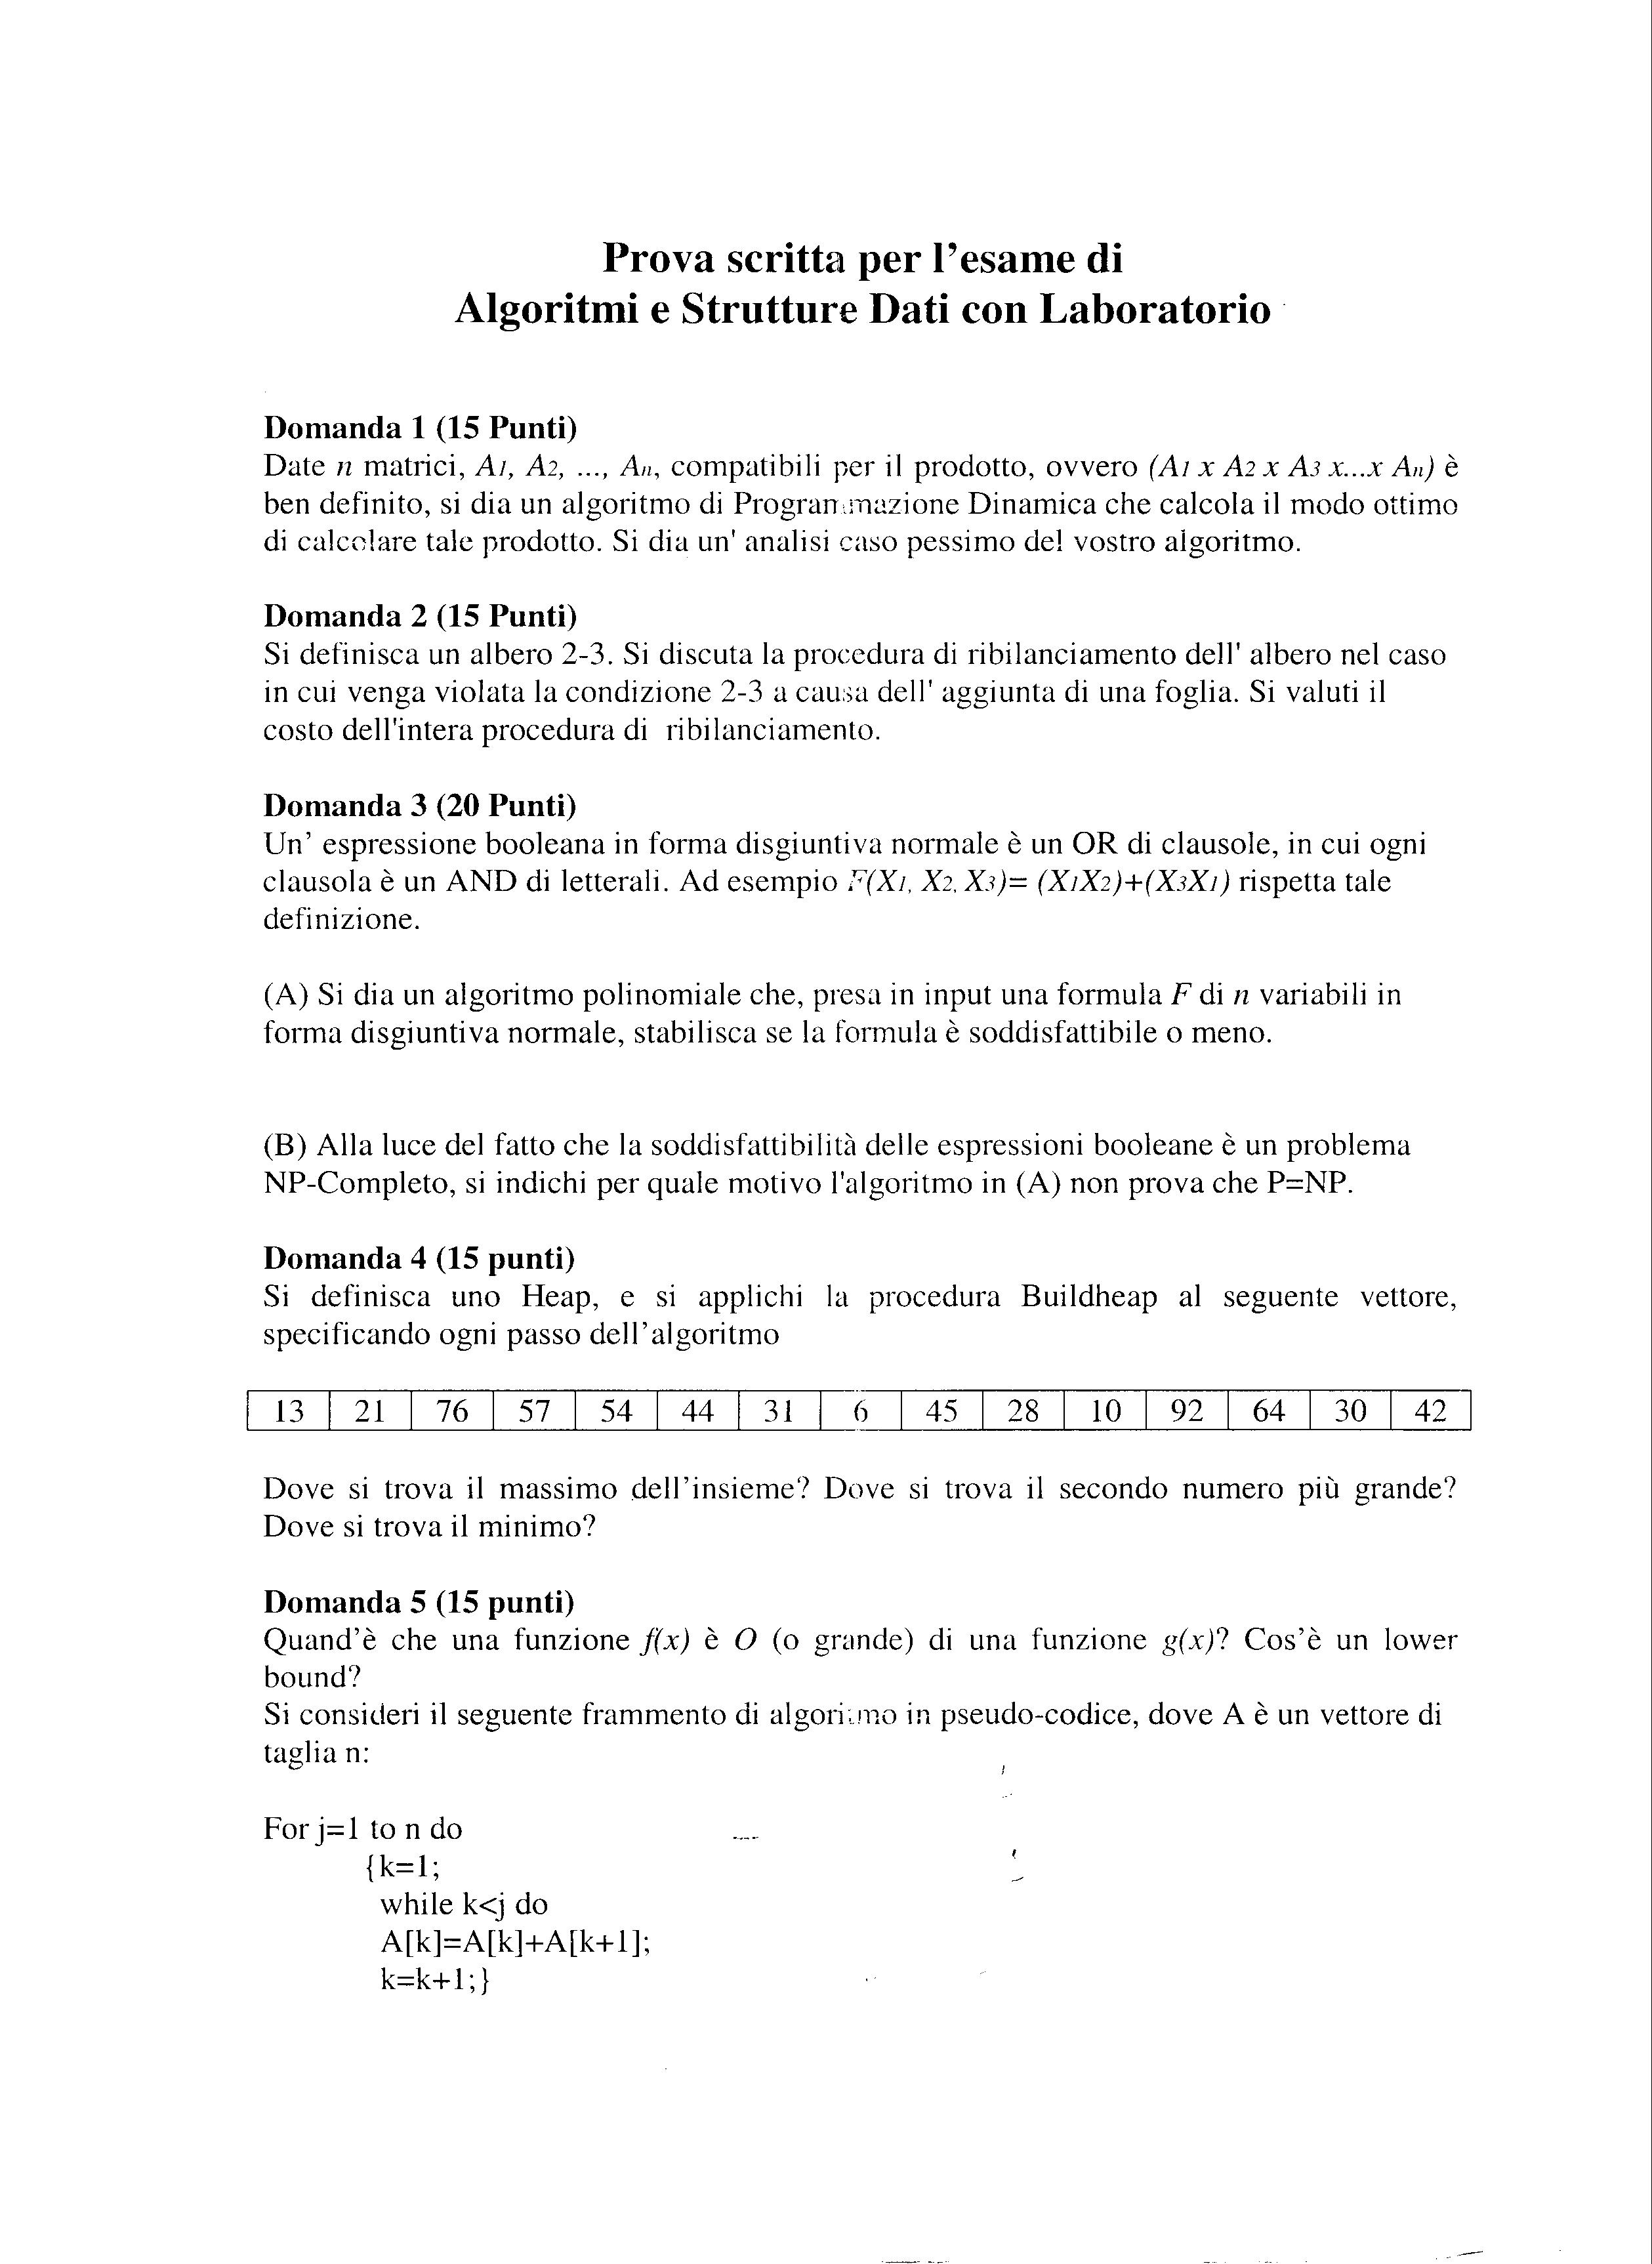 Prova scritta per l'esame di
Algoritmi e Strutture Dati con Laboratorio
Domanda 1 (15 Punti)
Date n matrici, A1, A2, ..., An, compatibili per il prodotto, ovvero (A1 x A2 x A3 x...x An) è
ben definito, si dia un algoritmo di Programmazione Dinamica che calcola il modo ottimo
di calcolare tale prodotto. Si dia un' analisi caso pessimo del vostro algoritmo.
Domanda 2 (15 Punti)
Si definisca un albero 2-3. Si discuta la procedura di ribilanciamento dell' albero nel caso
in cui venga violata la condizione 2-3 a causa dell' aggiunta di una foglia. Si valuti il
costo dell'intera procedura di ribilanciamento.
Domanda 3 (20 Punti)
Un' espressione booleana in forma disgiuntiva normale è un OR di clausole, in cui ogni
clausola è un AND di letterali. Ad esempio F(X1, X2, X3)= (X1X2)+(X3X1) rispetta tale
definizione.
(A) Si dia un algoritmo polinomiale che, presa in input una formula F di n variabili in
forma disgiuntiva normale, stabilisca se la formula è soddisfattibile o meno.
(B) Alla luce del fatto che la soddisfattibilità delle espressioni booleane è un problema
NP-Completo, si indichi per quale motivo l'algoritmo in (A) non prova che P=NP.
Domanda 4 (15 punti)
Si definisca uno Heap, e si applichi la procedura Buildheap al seguente vettore,
specificando ogni passo dell'algoritmo
13 21 76 57 54 44 31 6 45 28 10 92 64 30 42
Dove si trova il massimo dell'insieme? Dove si trova il secondo numero più grande?
Dove si trova il minimo?
Domanda 5 (15 punti)
Quand'è che una funzione f(x) è O (o grande) di una funzione g(x)? Cos'è un lower
bound?
Si consideri il seguente frammento di algoritmo in pseudo-codice, dove A è un vettore di
taglia n:
For j=1 to n do
{k=1;
while k<j do
A[k]=A[k]+A[k+1];
k=k+1;}